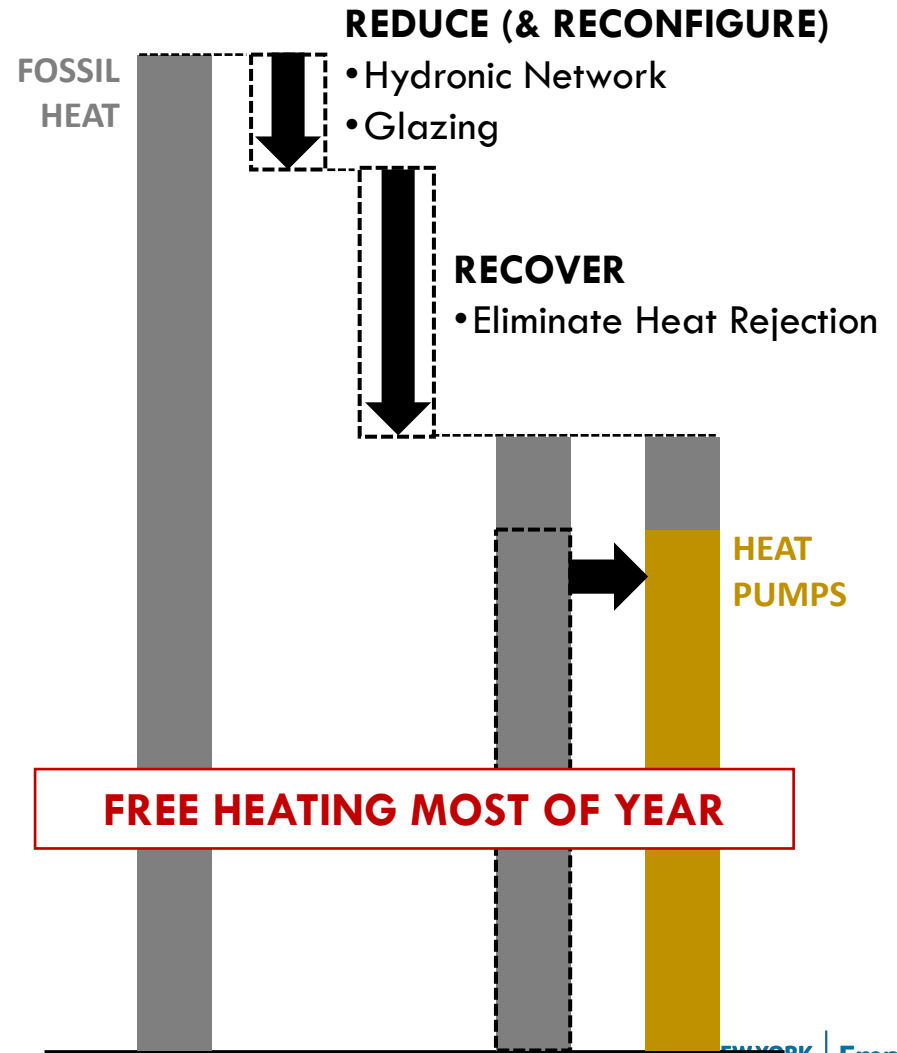 REDUCE (& RECONFIGURE)
FOSSIL
HEAT
•Hydronic Network
•Glazing
RECOVER
•Eliminate Heat Rejection
HEAT
PUMPS
FREE HEATING MOST OF YEAR